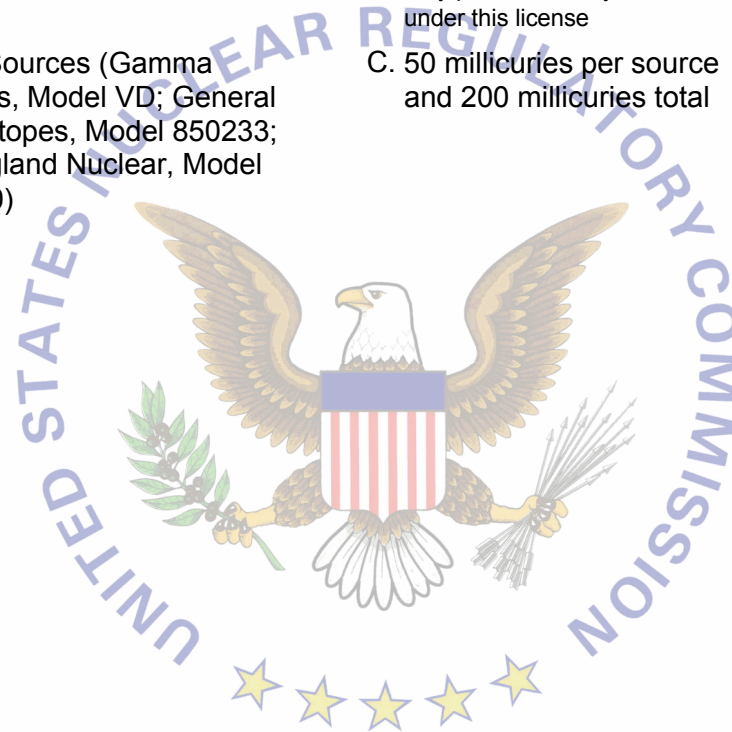 under this license
Sources (Gamma
s, Model VD; General
topes, Model 850233;
gland Nuclear, Model
0)
C. 50 millicuries per source
and 200 millicuries total
UNITED STATES NUCLEAR REGULATORY COMMISSION